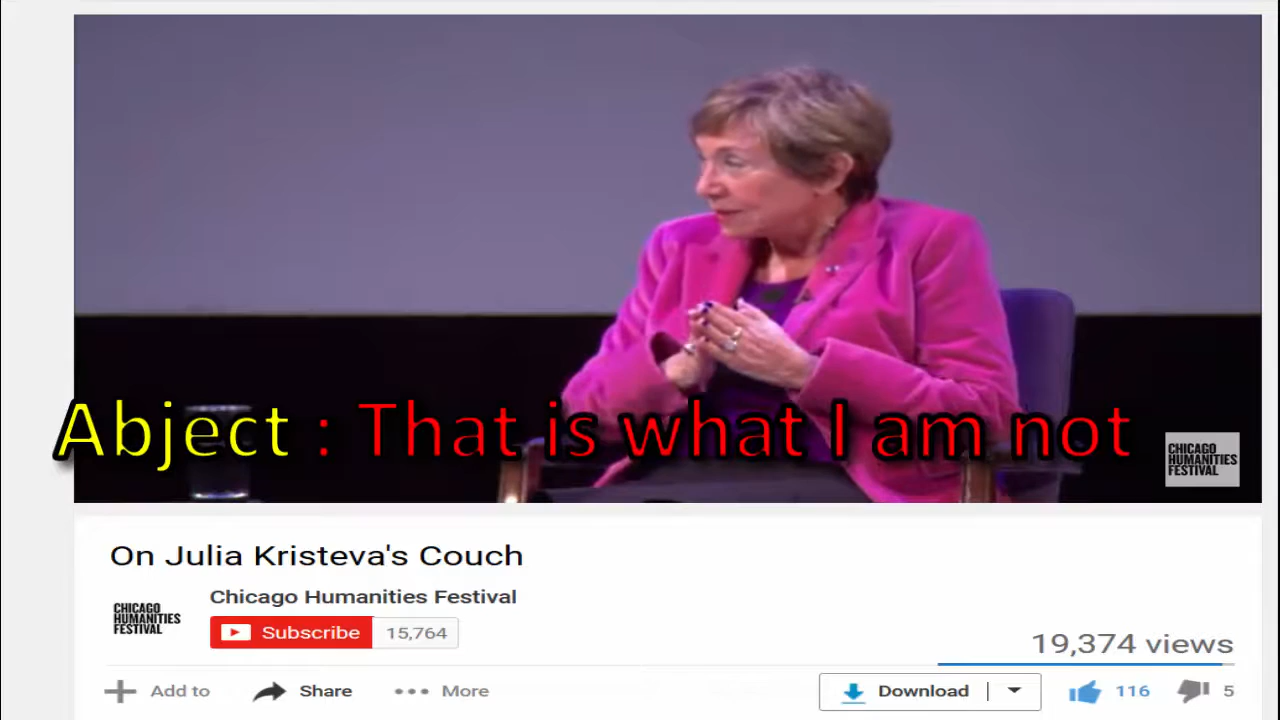 Abject : That is what I am not
CHICAGO
HUMANITIES
FESTIVAL
On Julia Kristeva's Couch
CHICAGO
HUMANITIES
FESTIVAL
Chicago Humanities Festival
Subscribe 15,764
19,374 views
Add to Share More Download 116 5